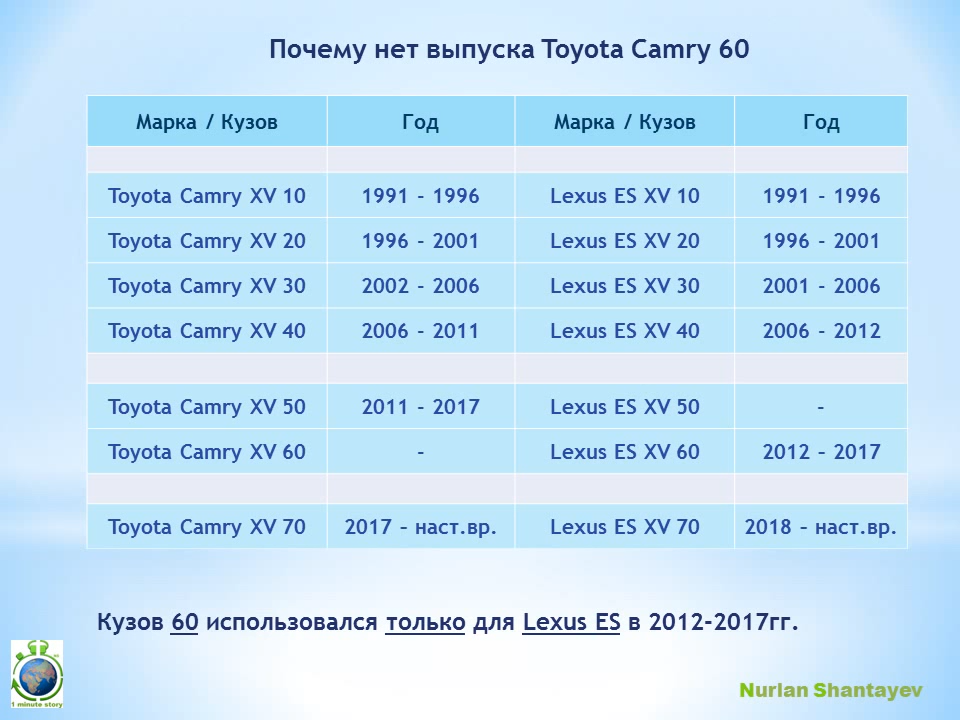 Почему нет выпуска Toyota Camry 60
Марка / Кузов Год Марка / Кузов Год
Toyota Camry XV 10 1991 - 1996 Lexus ES XV 10 1991 - 1996
Toyota Camry XV 20 1996 - 2001 Lexus ES XV 20 1996 - 2001
Toyota Camry XV 30 2002 - 2006 Lexus ES XV 30 2001 - 2006
Toyota Camry XV 40 2006 - 2011 Lexus ES XV 40 2006 - 2012
Toyota Camry XV 50 2011 - 2017 Lexus ES XV 50 -
Toyota Camry XV 60 - Lexus ES XV 60 2012 – 2017
Toyota Camry XV 70 2017 – наст.вр. Lexus ES XV 70 2018 – наст.вр.
Кузов 60 использовался только для Lexus ES в 2012-2017гг.
1 minute story
Nurlan Shantayev